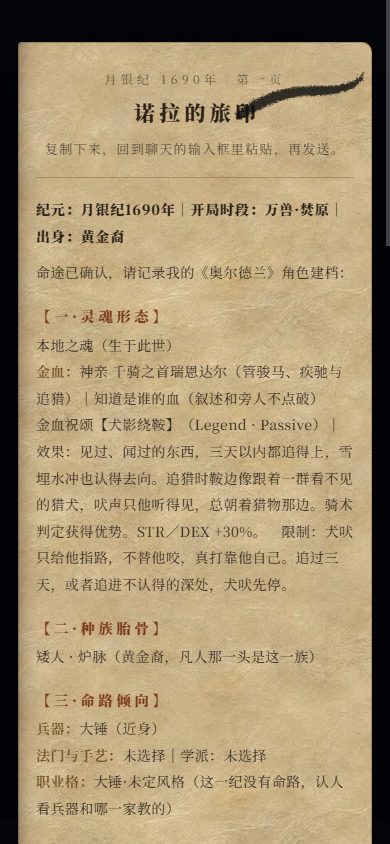 月银纪 1690年 第一页
诺拉的旅印
复制下来，回到聊天的输入框里粘贴，再发送。
纪元：月银纪1690年｜开局时段：万兽·焚原｜
出身：黄金裔
命途已确认，请记录我的《奥尔德兰》角色建档：
【一·灵魂形态】
本地之魂（生于此世）
金血：神亲 千骑之首瑞恩达尔（管骏马、疾驰与
追猎）｜知道是谁的血（叙述和旁人不点破）
金血祝颂【犬影绕鞍】（Legend · Passive）｜
效果：见过、闻过的东西，三天以内都追得上，雪
埋水冲也认得去向。追猎时鞍边像跟着一群看不见
的猎犬，吠声只他听得见，总朝着猎物那边。骑术
判定获得优势。STR／DEX +30%。 限制：犬吠
只给他指路，不替他咬，真打靠他自己。追过三
天，或者追进不认得的深处，犬吠先停。
【二·种族胎骨】
矮人·炉脉（黄金裔，凡人那一头是这一族）
【三·命路倾向】
兵器：大锤（近身）
法门与手艺：未选择｜学派：未选择
职业格：大锤·未定风格（这一纪没有命路，认人
看兵器和哪一家教的）